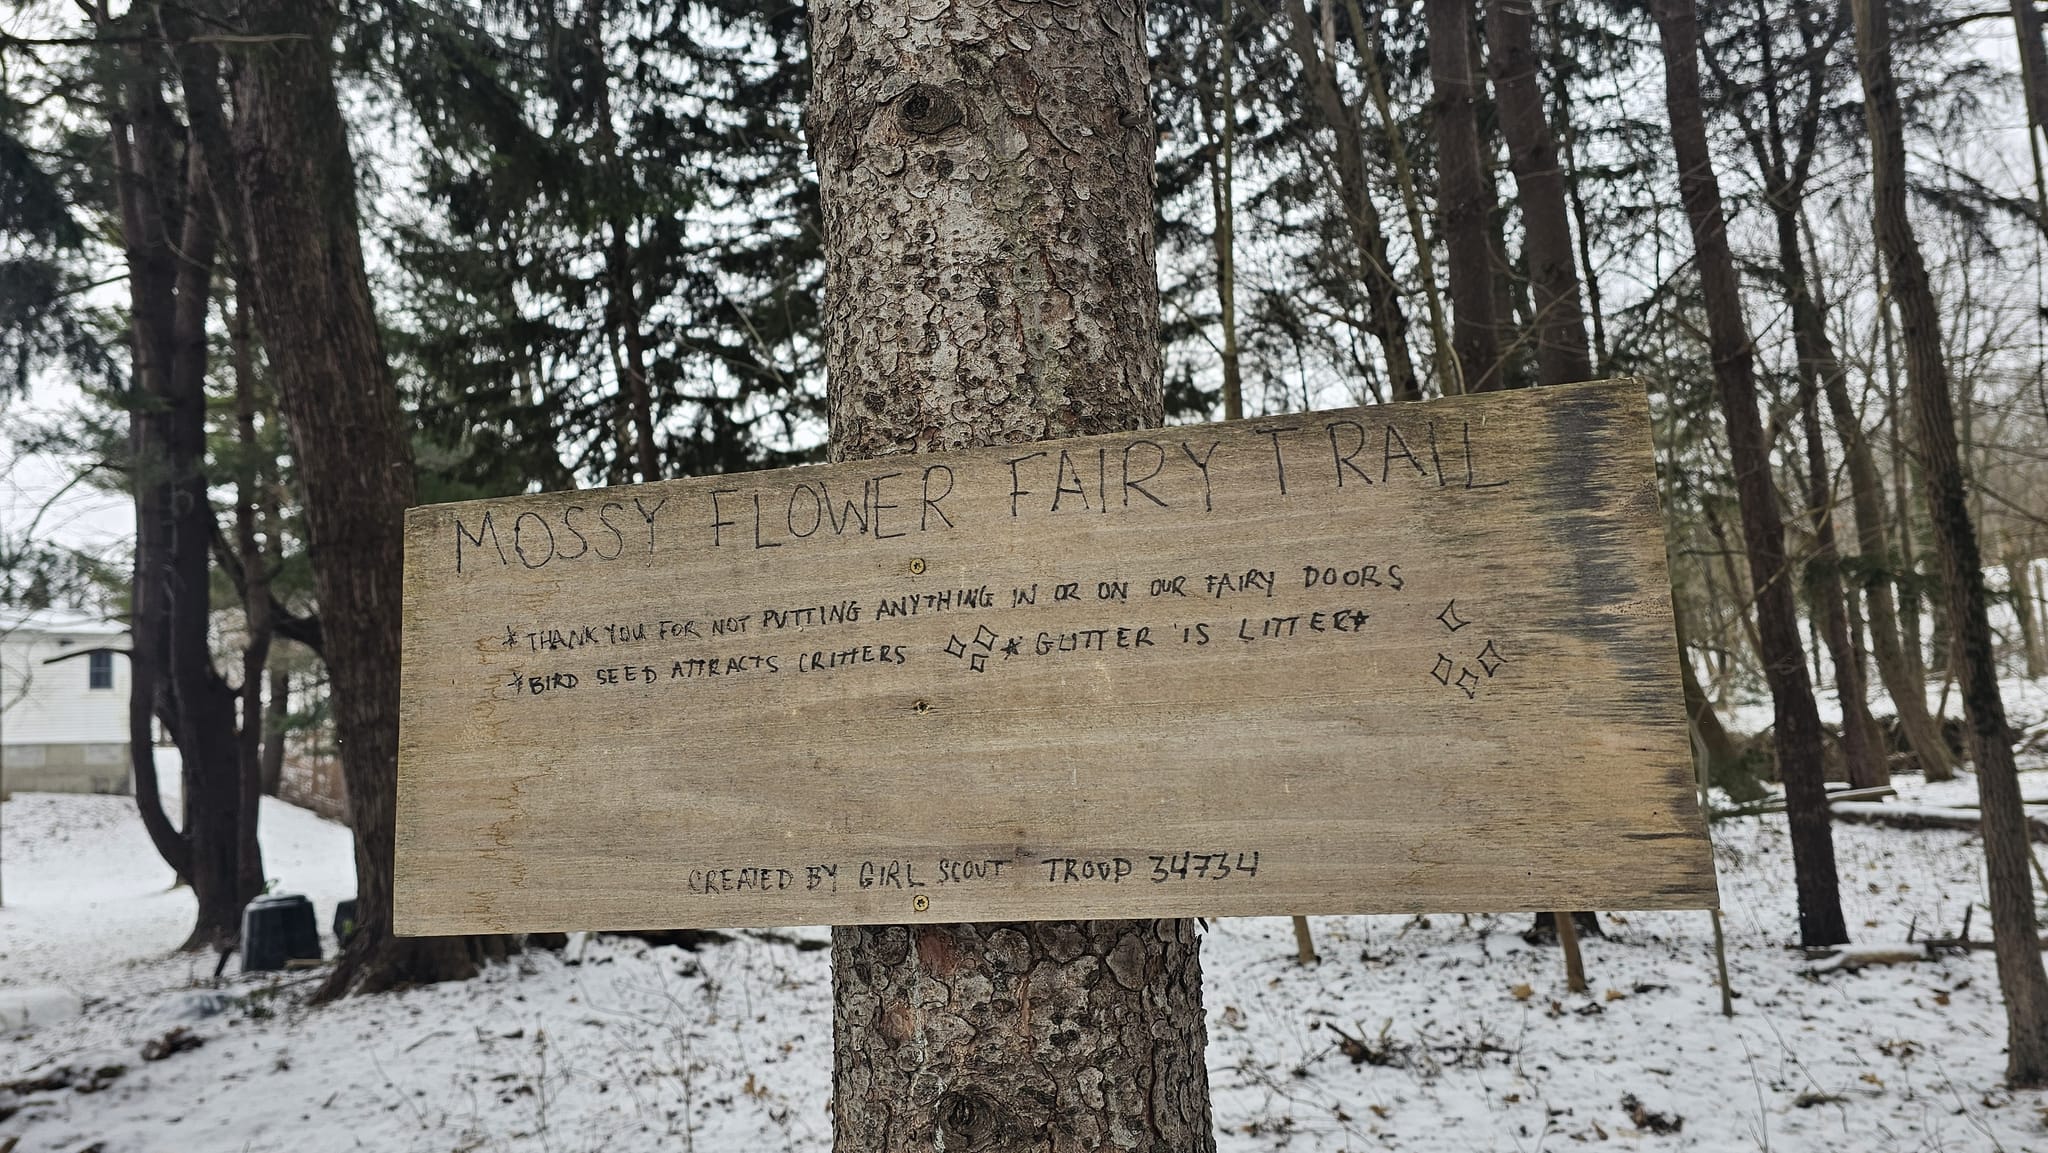 MOSSY FLOWER FAIRY TRAIL
* THANK YOU FOR NOT PUTTING ANYTHING IN OR ON OUR FAIRY DOORS
* BIRD SEED ATTRACTS CRITTERS * GLITTER IS LITTER *
CREATED BY GIRL SCOUT TROOP 34734